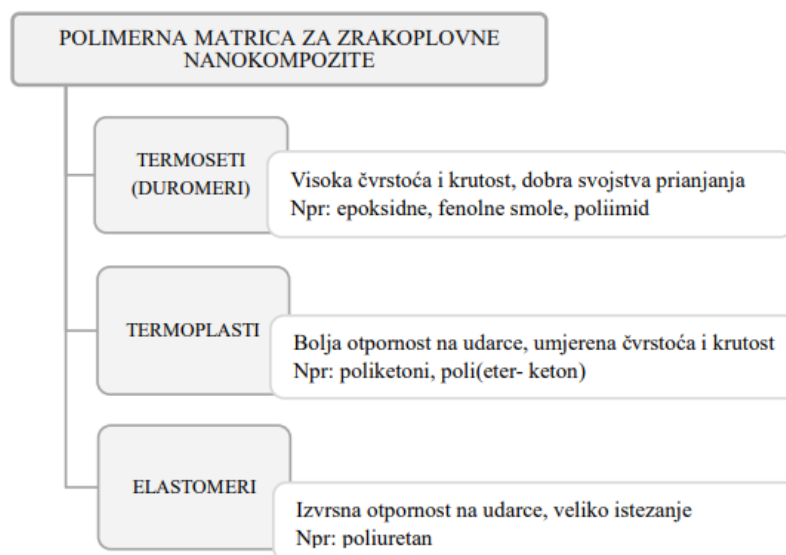 POLIMERNA MATRICA ZA ZRAKOPLOVNE
NANOKOMPOZITE
TERMOSETI
(DUROMERI)
Visoka čvrstoća i krutost, dobra svojstva prianjanja
Npr: epoksidne, fenolne smole, poliimid
TERMOPLASTI
Bolja otpornost na udarce, umjerena čvrstoća i krutost
Npr: poliketoni, poli(eter- keton)
ELASTOMERI
Izvrsna otpornost na udarce, veliko istezanje
Npr: poliuretan